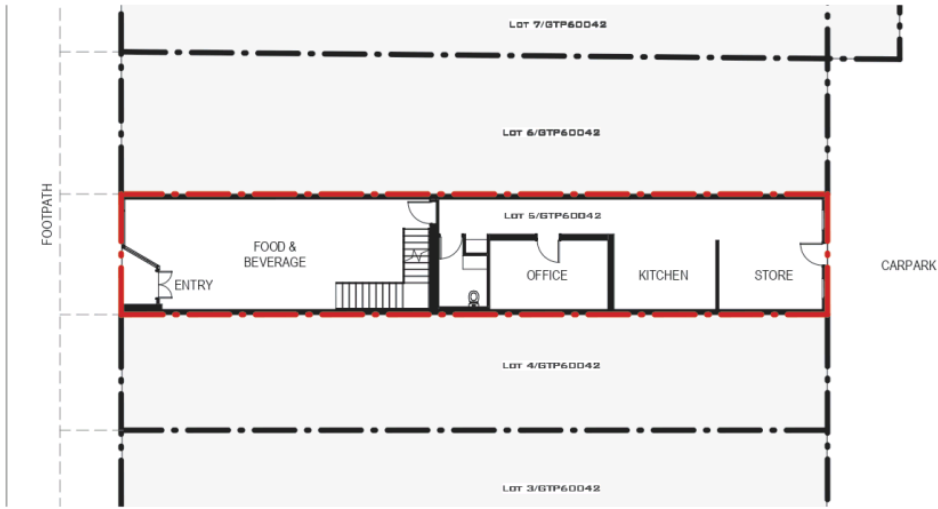 Lot 7/GTP60042
Lot 6/GTP60042
FOOTPATH
Lot 5/GTP60042
FOOD &
BEVERAGE
ENTRY
OFFICE
KITCHEN
STORE
CARPARK
Lot 4/GTP60042
Lot 3/GTP60042